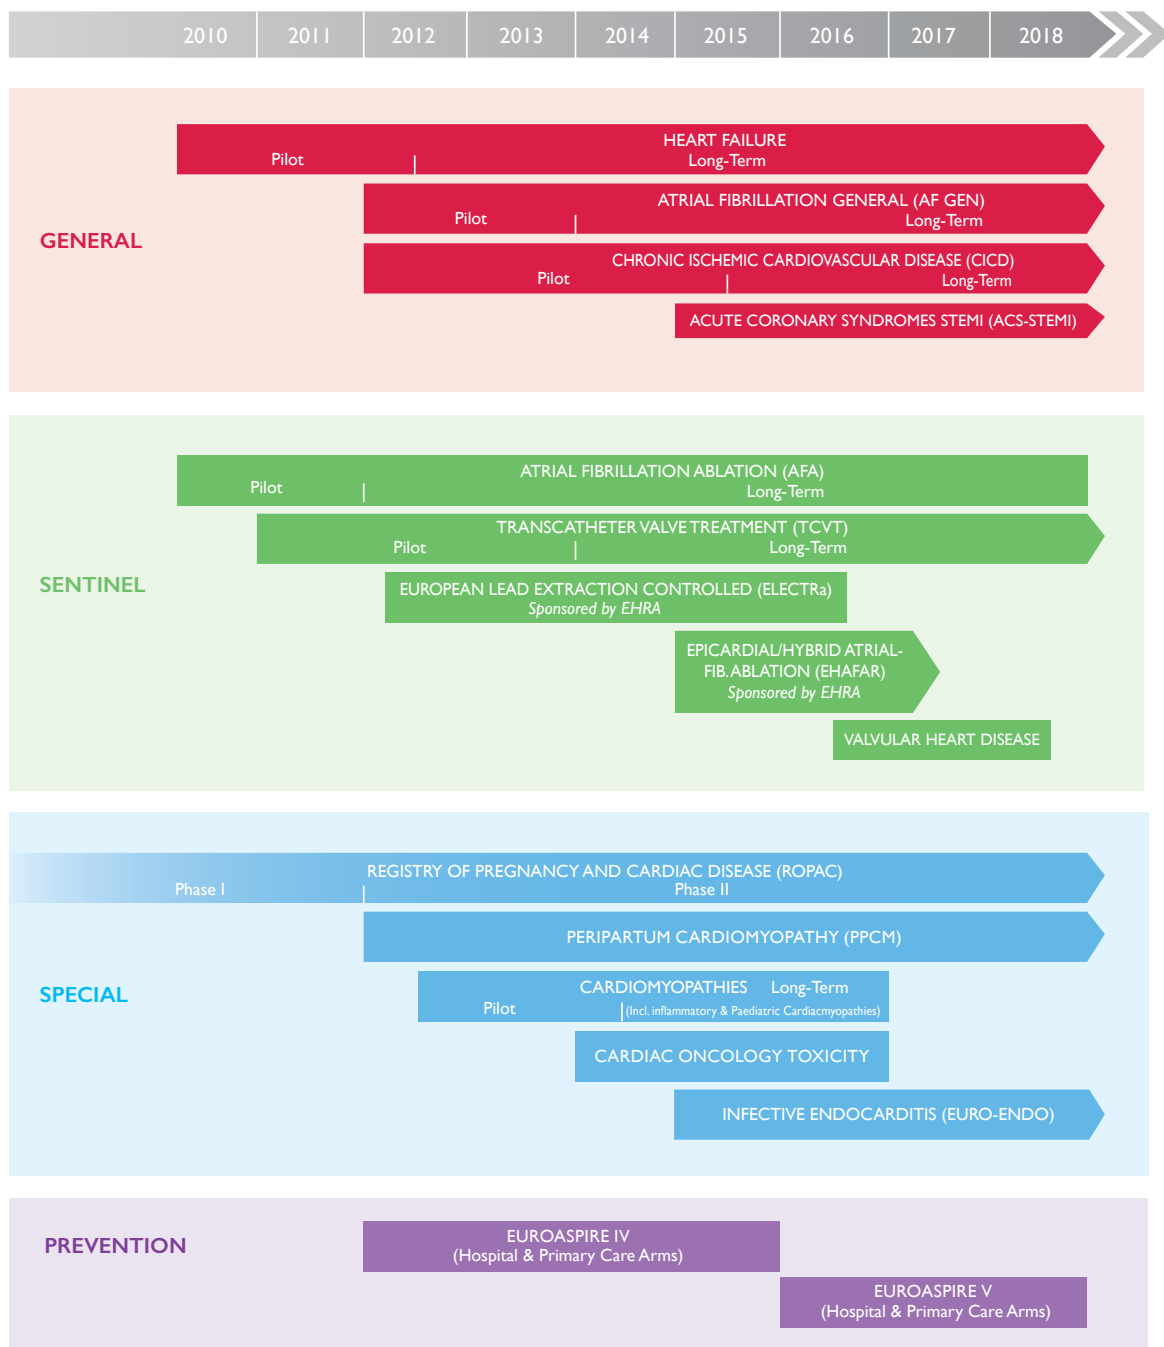 2010 2011 2012 2013 2014 2015 2016 2017 2018
GENERAL
HEART FAILURE
Pilot Long-Term
ATRIAL FIBRILLATION GENERAL (AF GEN)
Pilot Long-Term
CHRONIC ISCHEMIC CARDIOVASCULAR DISEASE (CICD)
Pilot Long-Term
ACUTE CORONARY SYNDROMES STEMI (ACS-STEMI)
SENTINEL
ATRIAL FIBRILLATION ABLATION (AFA)
Pilot Long-Term
TRANSCATHETER VALVE TREATMENT (TCVT)
Pilot Long-Term
EUROPEAN LEAD EXTRACTION CONTROLLED (ELECTRa)
Sponsored by EHRA
EPICARDIAL/HYBRID ATRIAL-
FIB. ABLATION (EHAFAR)
Sponsored by EHRA
VALVULAR HEART DISEASE
SPECIAL
REGISTRY OF PREGNANCY AND CARDIAC DISEASE (ROPAC)
Phase I Phase II
PERIPARTUM CARDIOMYOPATHY (PPCM)
CARDIOMYOPATHIES Long-Term
Pilot (Incl. inflammatory & Paediatric Cardiacmyopathies)
CARDIAC ONCOLOGY TOXICITY
INFECTIVE ENDOCARDITIS (EURO-ENDO)
PREVENTION
EUROASPIRE IV
(Hospital & Primary Care Arms)
EUROASPIRE V
(Hospital & Primary Care Arms)